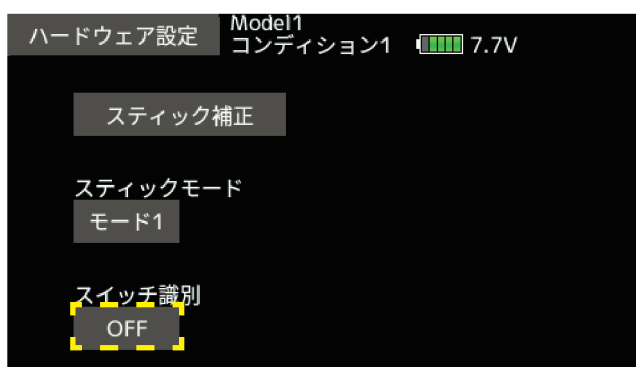 ハードウェア設定
Model1
コンディション1 7.7V
スティック補正
スティックモード
モード1
スイッチ識別
OFF